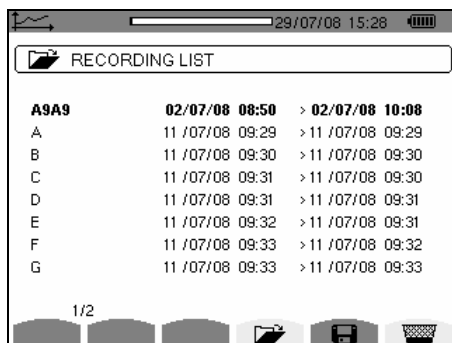 29/07/08 15:28
RECORDING LIST
A9A9 02/07/08 08:50 > 02/07/08 10:08
A 11 /07/08 09:29 >11 /07/08 09:29
B 11 /07/08 09:30 >11 /07/08 09:30
C 11 /07/08 09:31 >11 /07/08 09:30
D 11 /07/08 09:31 >11 /07/08 09:31
E 11 /07/08 09:32 >11 /07/08 09:31
F 11 /07/08 09:33 >11 /07/08 09:32
G 11 /07/08 09:33 >11 /07/08 09:33
1/2